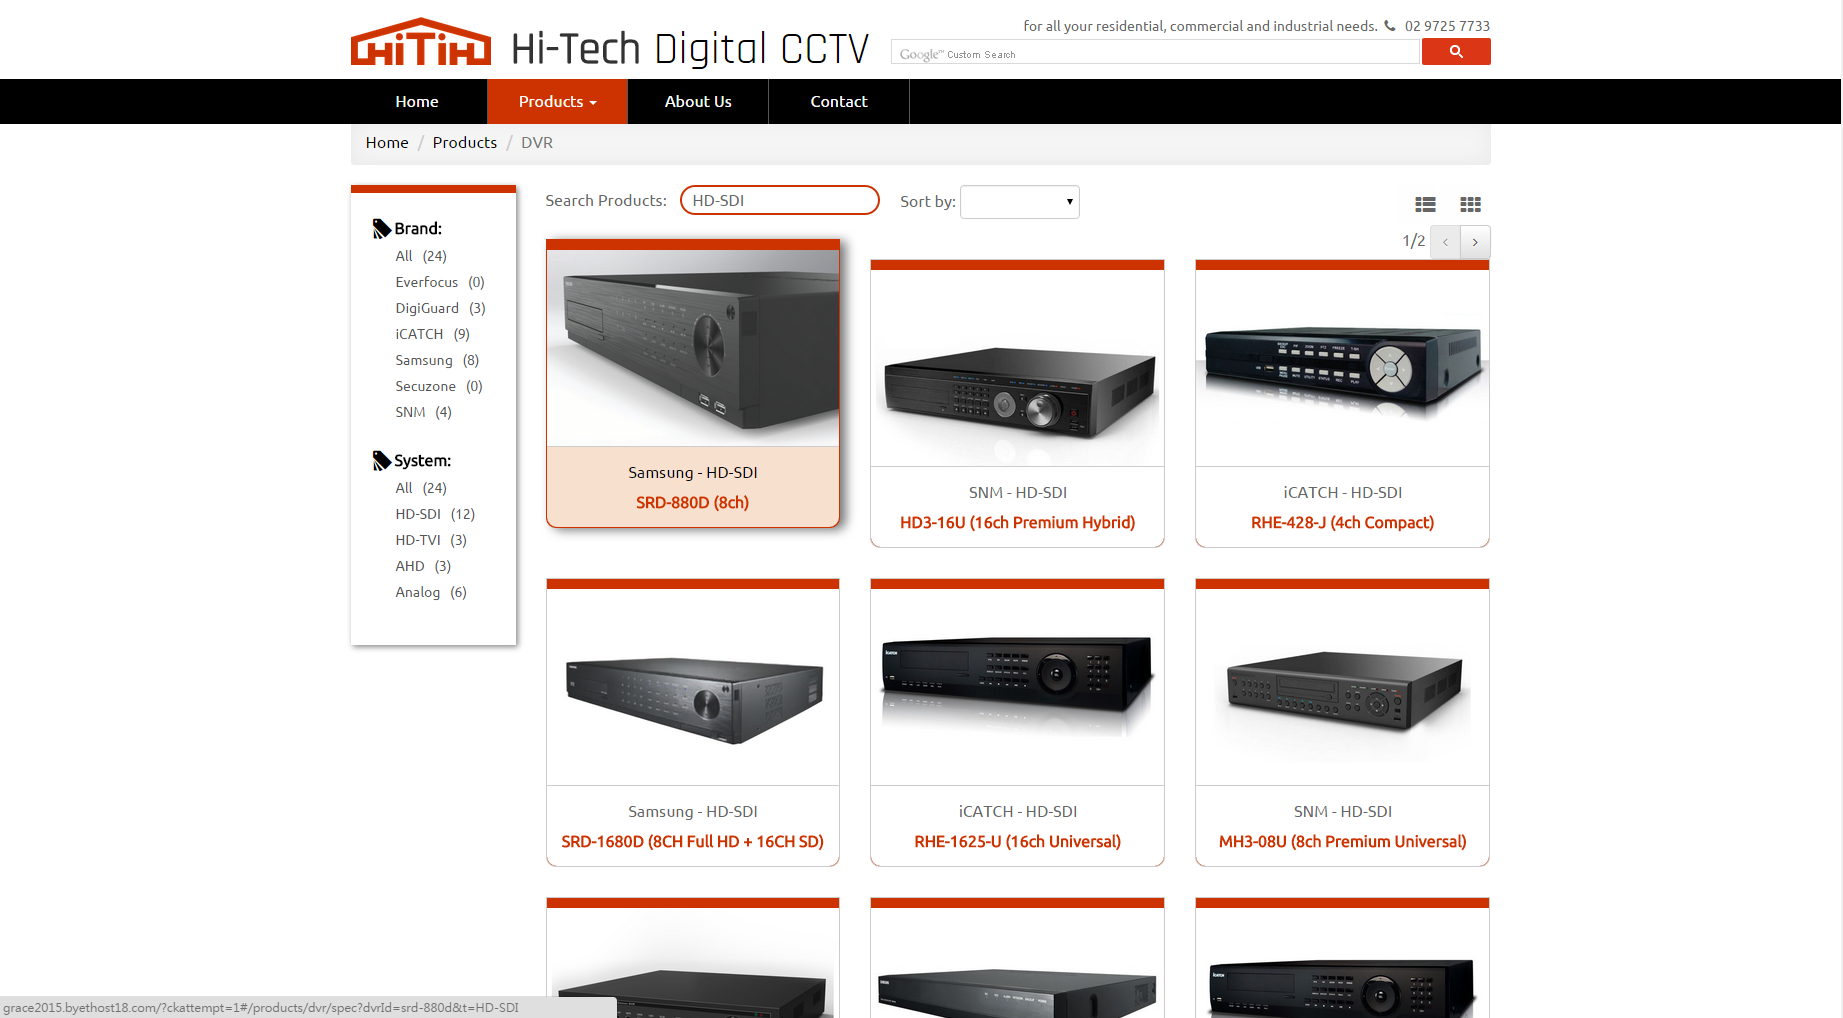 HiTiH
Hi-Tech Digital CCTV
for all your residential, commercial and industrial needs. 02 9725 7733
Google™ Custom Search
Home Products About Us Contact
Home / Products / DVR
Brand:
All (24)
Everfocus (0)
DigiGuard (3)
iCATCH (9)
Samsung (8)
Secuzone (0)
SNM (4)
System:
All (24)
HD-SDI (12)
HD-TVI (3)
AHD (3)
Analog (6)
Search Products: HD-SDI Sort by:
1/2 ‹ ›
Samsung - HD-SDI
SRD-880D (8ch)
SNM - HD-SDI
HD3-16U (16ch Premium Hybrid)
iCATCH - HD-SDI
RHE-428-J (4ch Compact)
Samsung - HD-SDI
SRD-1680D (8CH Full HD + 16CH SD)
iCATCH - HD-SDI
RHE-1625-U (16ch Universal)
SNM - HD-SDI
MH3-08U (8ch Premium Universal)
grace2015.byethost18.com/?ckattempt=1#/products/dvr/spec?dvrId=srd-880d&t=HD-SDI